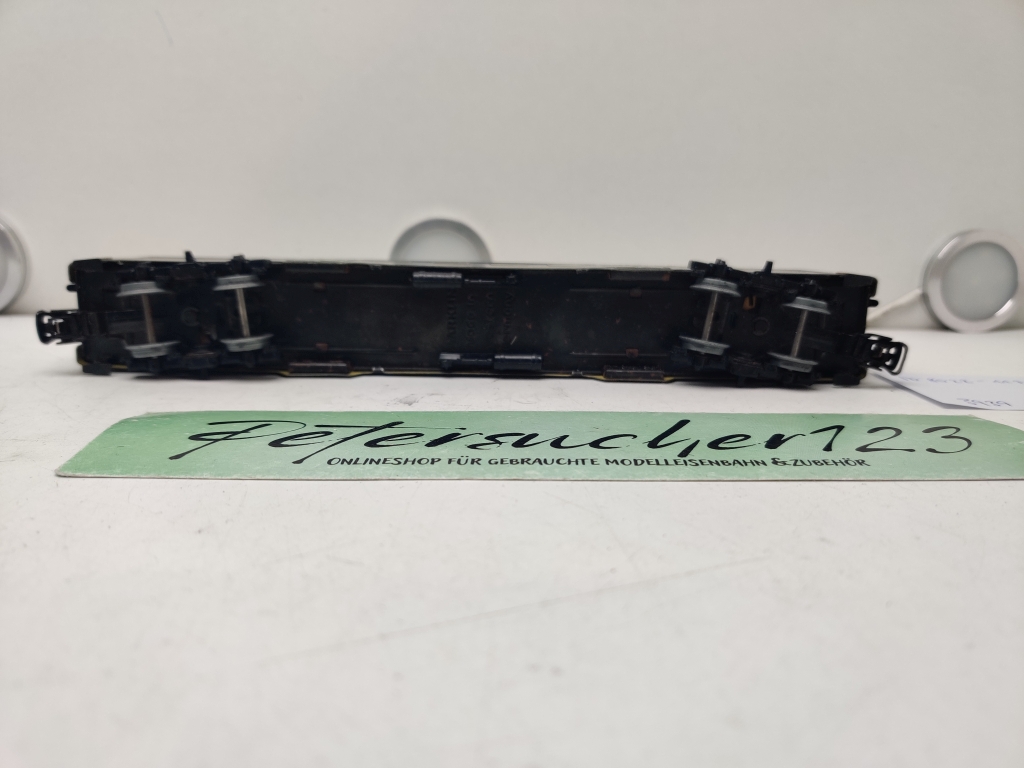 Petersucher123
ONLINESHOP FÜR GEBRAUCHTE MODELLEISENBAHN & ZUBEHÖR